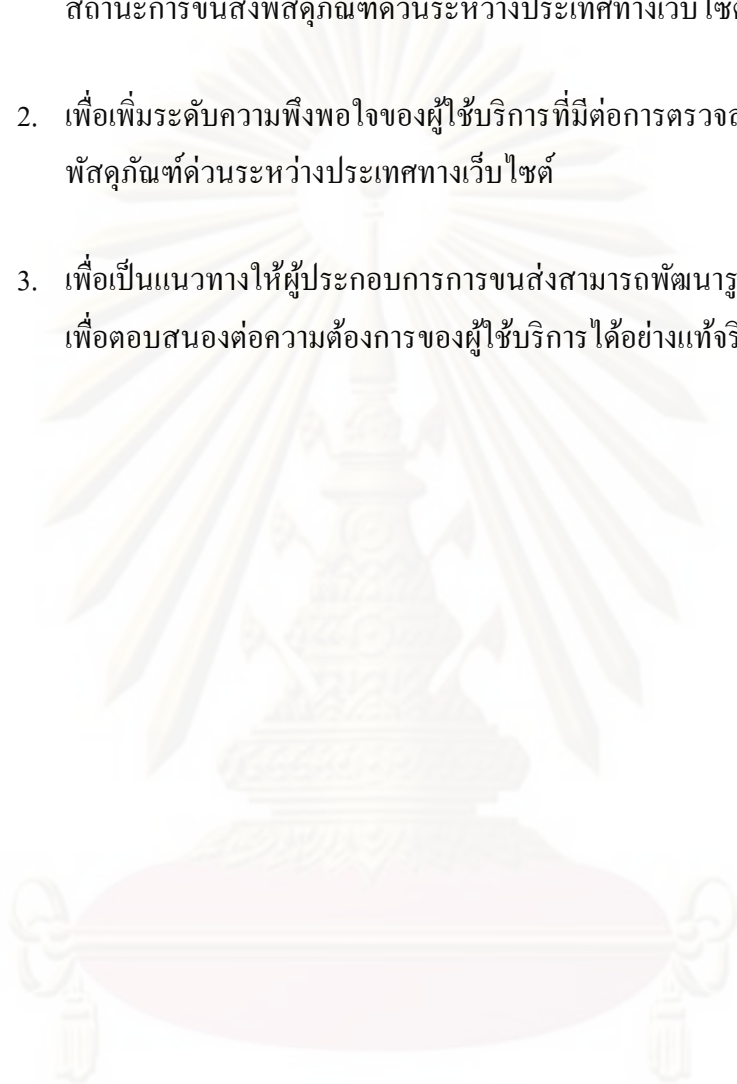 สถานะการขนส่งพัสดุภัณฑ์ด่วนระหว่างประเทศทางเว็บไซต์
2. เพื่อเพิ่มระดับความพึงพอใจของผู้ใช้บริการที่มีต่อการตรวจ
พัสดุภัณฑ์ด่วนระหว่างประเทศทางเว็บไซต์
3. เพื่อเป็นแนวทางให้ผู้ประกอบการการขนส่งสามารถพัฒนารู
เพื่อตอบสนองต่อความต้องการของผู้ใช้บริการได้อย่างแท้จริ